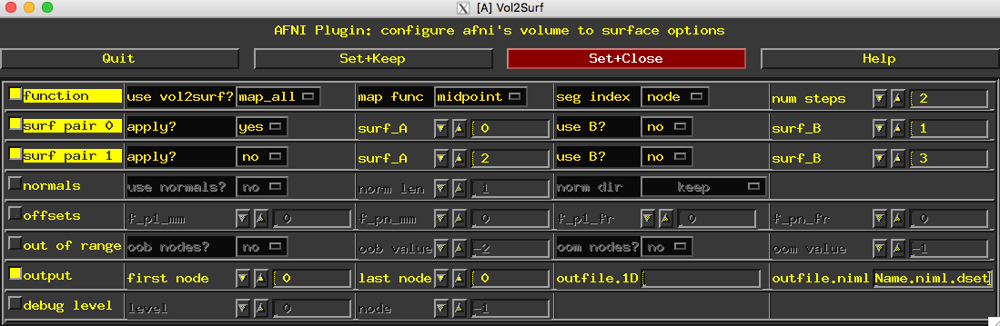 [A] Vol2Surf
AFNI Plugin: configure afni's volume to surface options
Quit Set+Keep Set+Close Help
function use vol2surf? map_all map func midpoint seg index node num steps 2
surf pair 0 apply? yes surf_A 0 use B? no surf_B 1
surf pair 1 apply? no surf_A 2 use B? no surf_B 3
normals use normals? no norm len 1 norm dir keep
offsets f_p1_mm 0 f_pn_mm 0 f_p1_fr 0 f_pn_fr 0
out of range oob nodes? no oob value -2 oom nodes? no oom value -1
output first node 0 last node 0 outfile.1D outfile.niml Name.niml.dset
debug level level 0 node -1